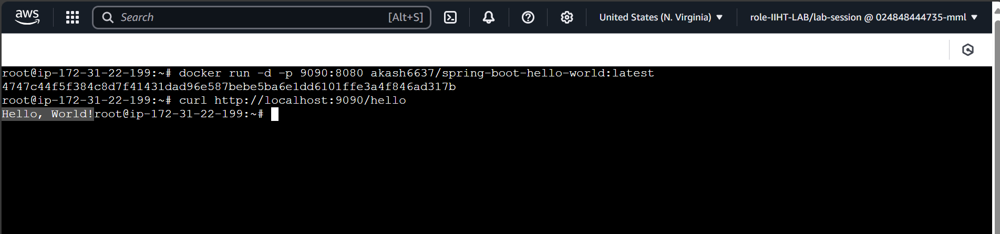 aws
Search [Alt+S] United States (N. Virginia) role-IIHT-LAB/lab-session @ 024848444735-mml
root@ip-172-31-22-199:~# docker run -d -p 9090:8080 akash6637/spring-boot-hello-world:latest
4747c44f5f384c8d7f41431dad96e587bebe5ba6e1dd6101ffe3a4f846ad317b
root@ip-172-31-22-199:~# curl http://localhost:9090/hello
Hello, World!root@ip-172-31-22-199:~#